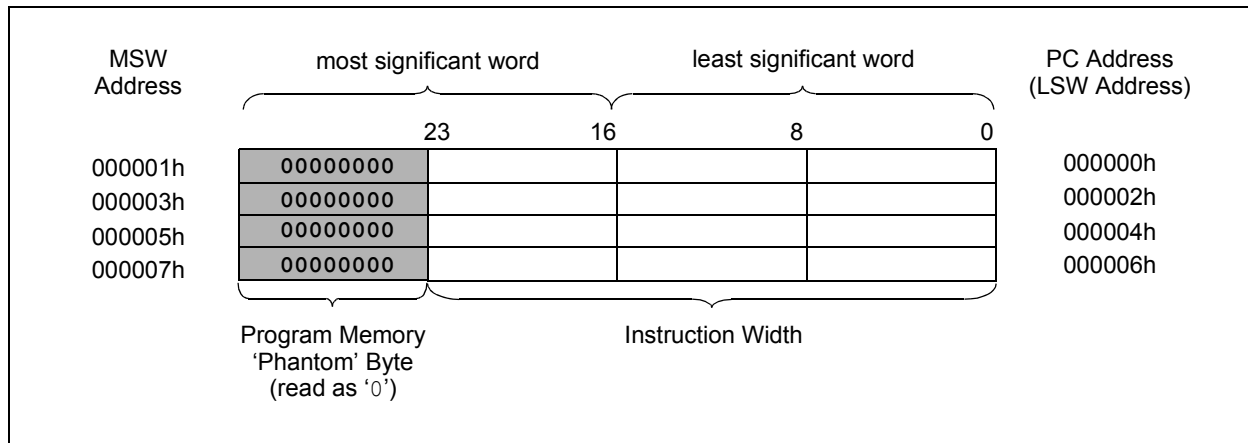 MSW
Address
most significant word
least significant word
PC Address
(LSW Address)
23 16 8 0
000001h 00000000 000000h
000003h 00000000 000002h
000005h 00000000 000004h
000007h 00000000 000006h
Program Memory
‘Phantom’ Byte
(read as ‘0’)
Instruction Width